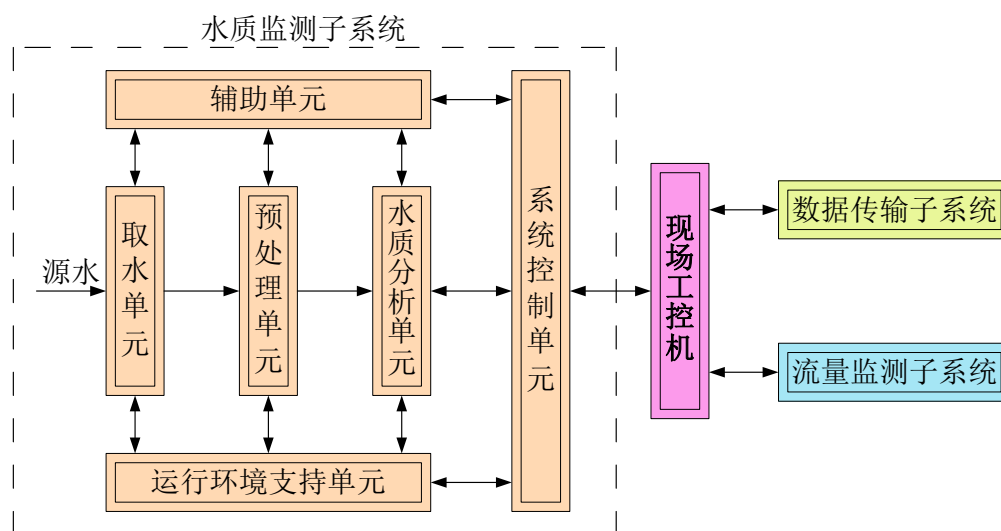 水质监测子系统
辅助单元
源水
取水单元
预处理单元
水质分析单元
系统控制单元
运行环境支持单元
现场工控机
数据传输子系统
流量监测子系统